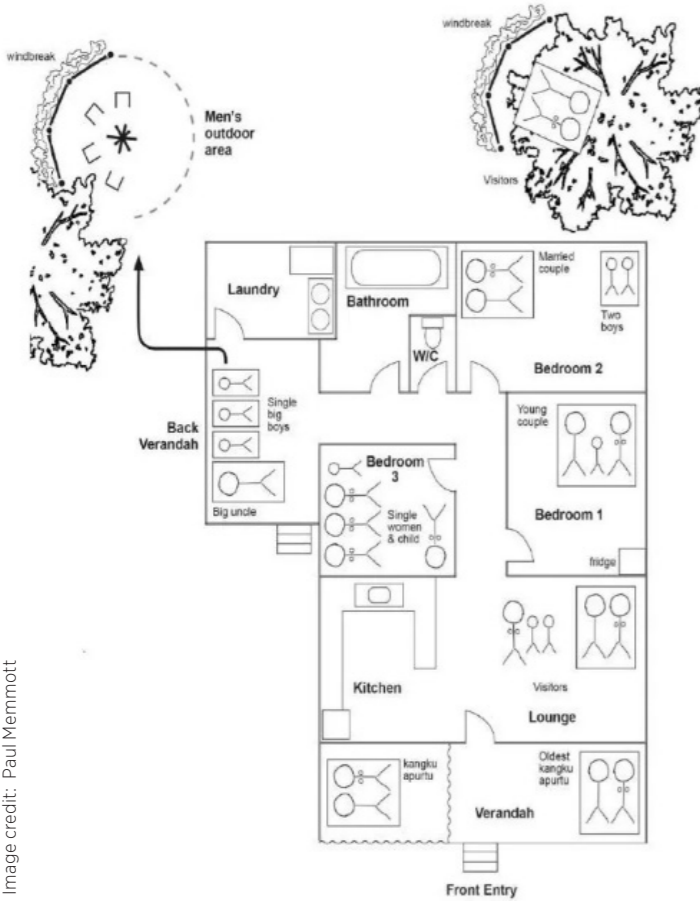 windbreak
Men's
outdoor
area
windbreak
Visitors
Laundry
Bathroom
W/C
Married
couple
Two
boys
Bedroom 2
Back
Verandah
Single
big
boys
Big uncle
Bedroom
3
Single
women
& child
Young
couple
Bedroom 1
fridge
Kitchen
Visitors
Lounge
kangku
apurtu
Oldest
kangku
apurtu
Verandah
Front Entry
Image credit: Paul Memmott